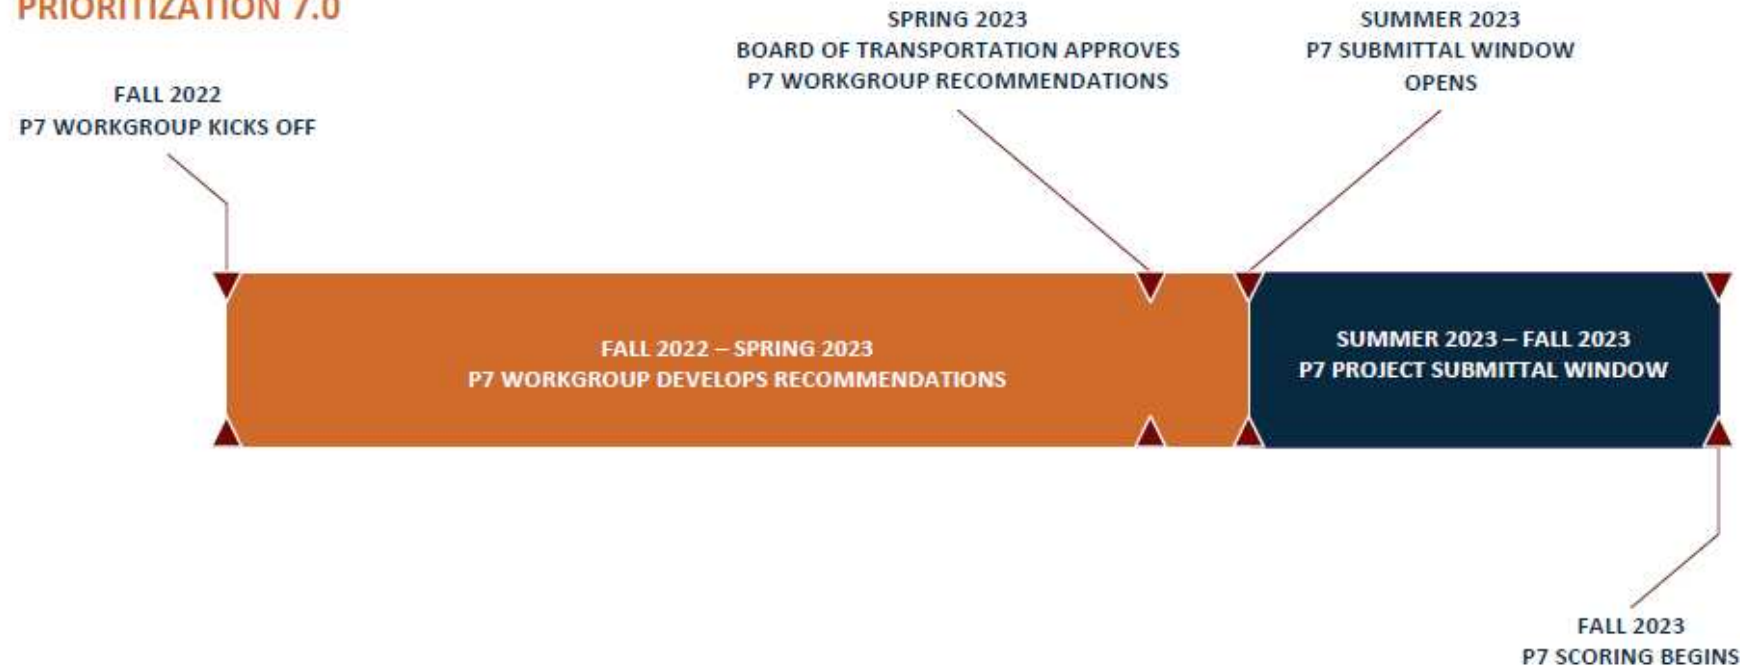 PRIORITIZATION 7.0
SPRING 2023
BOARD OF TRANSPORTATION APPROVES
P7 WORKGROUP RECOMMENDATIONS
SUMMER 2023
P7 SUBMITTAL WINDOW
OPENS
FALL 2022
P7 WORKGROUP KICKS OFF
FALL 2022 – SPRING 2023
P7 WORKGROUP DEVELOPS RECOMMENDATIONS
SUMMER 2023 – FALL 2023
P7 PROJECT SUBMITTAL WINDOW
FALL 2023
P7 SCORING BEGINS